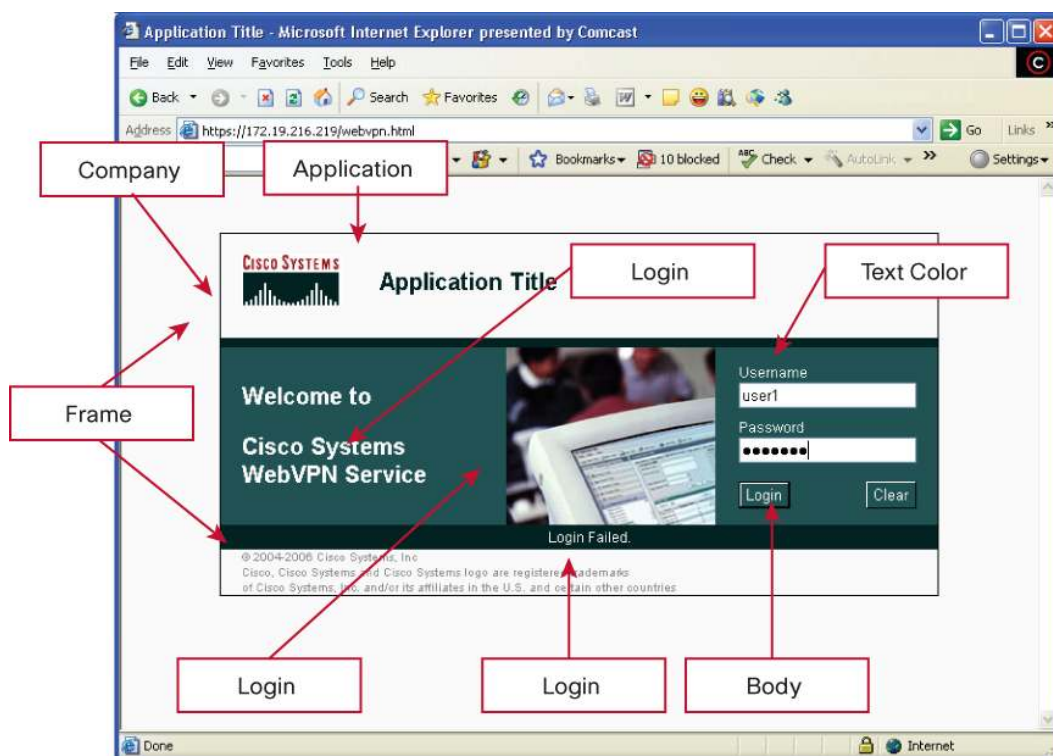 Application Title - Microsoft Internet Explorer presented by Comcast
File Edit View Favorites Tools Help
Back Search Favorites
Address https://172.19.216.219/webvpn.html Go Links »
Bookmarks 10 blocked ABC Check AutoLink » Settings
Company
Application
CISCO SYSTEMS
Application Title
Login
Text Color
Frame
Welcome to
Cisco Systems
WebVPN Service
Username
user1
Password
•••••••
Login Clear
Login Failed.
© 2004-2006 Cisco Systems, Inc
Cisco, Cisco Systems and Cisco Systems logo are registered trademarks
of Cisco Systems, Inc. and/or its affiliates in the U.S. and certain other countries
Login
Login
Body
Done Internet